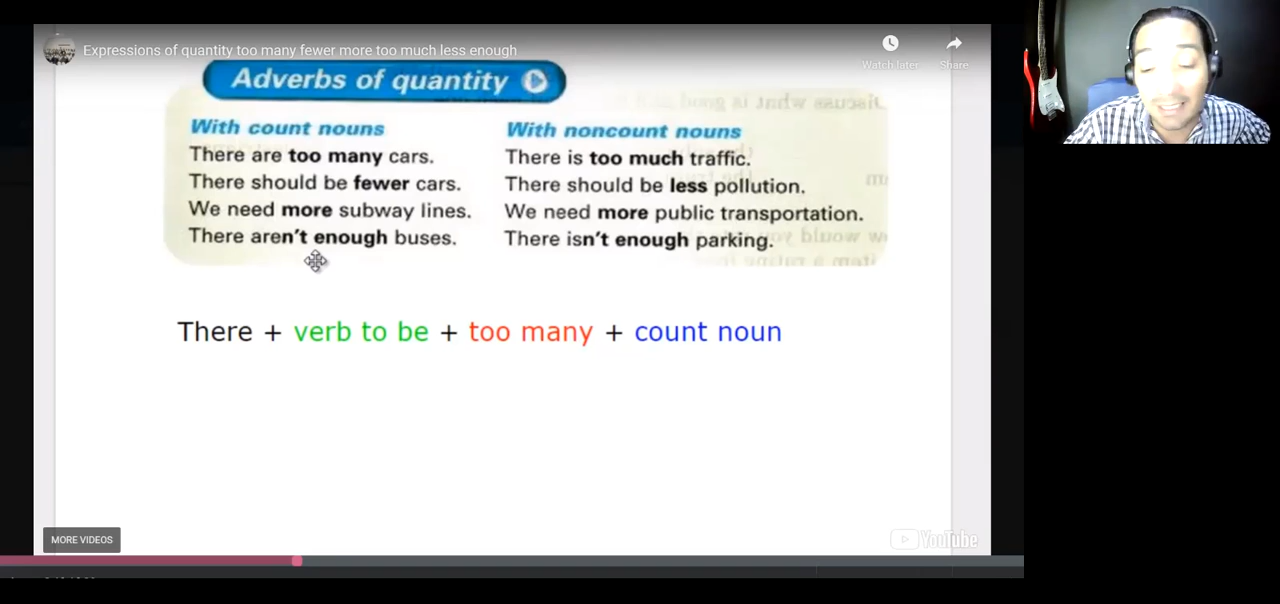 Expressions of quantity too many fewer more too much less enough
Watch later
Share
Adverbs of quantity
With count nouns
There are too many cars.
There should be fewer cars.
We need more subway lines.
There aren't enough buses.
With noncount nouns
There is too much traffic.
There should be less pollution.
We need more public transportation.
There isn't enough parking.
There + verb to be + too many + count noun
MORE VIDEOS
YouTube